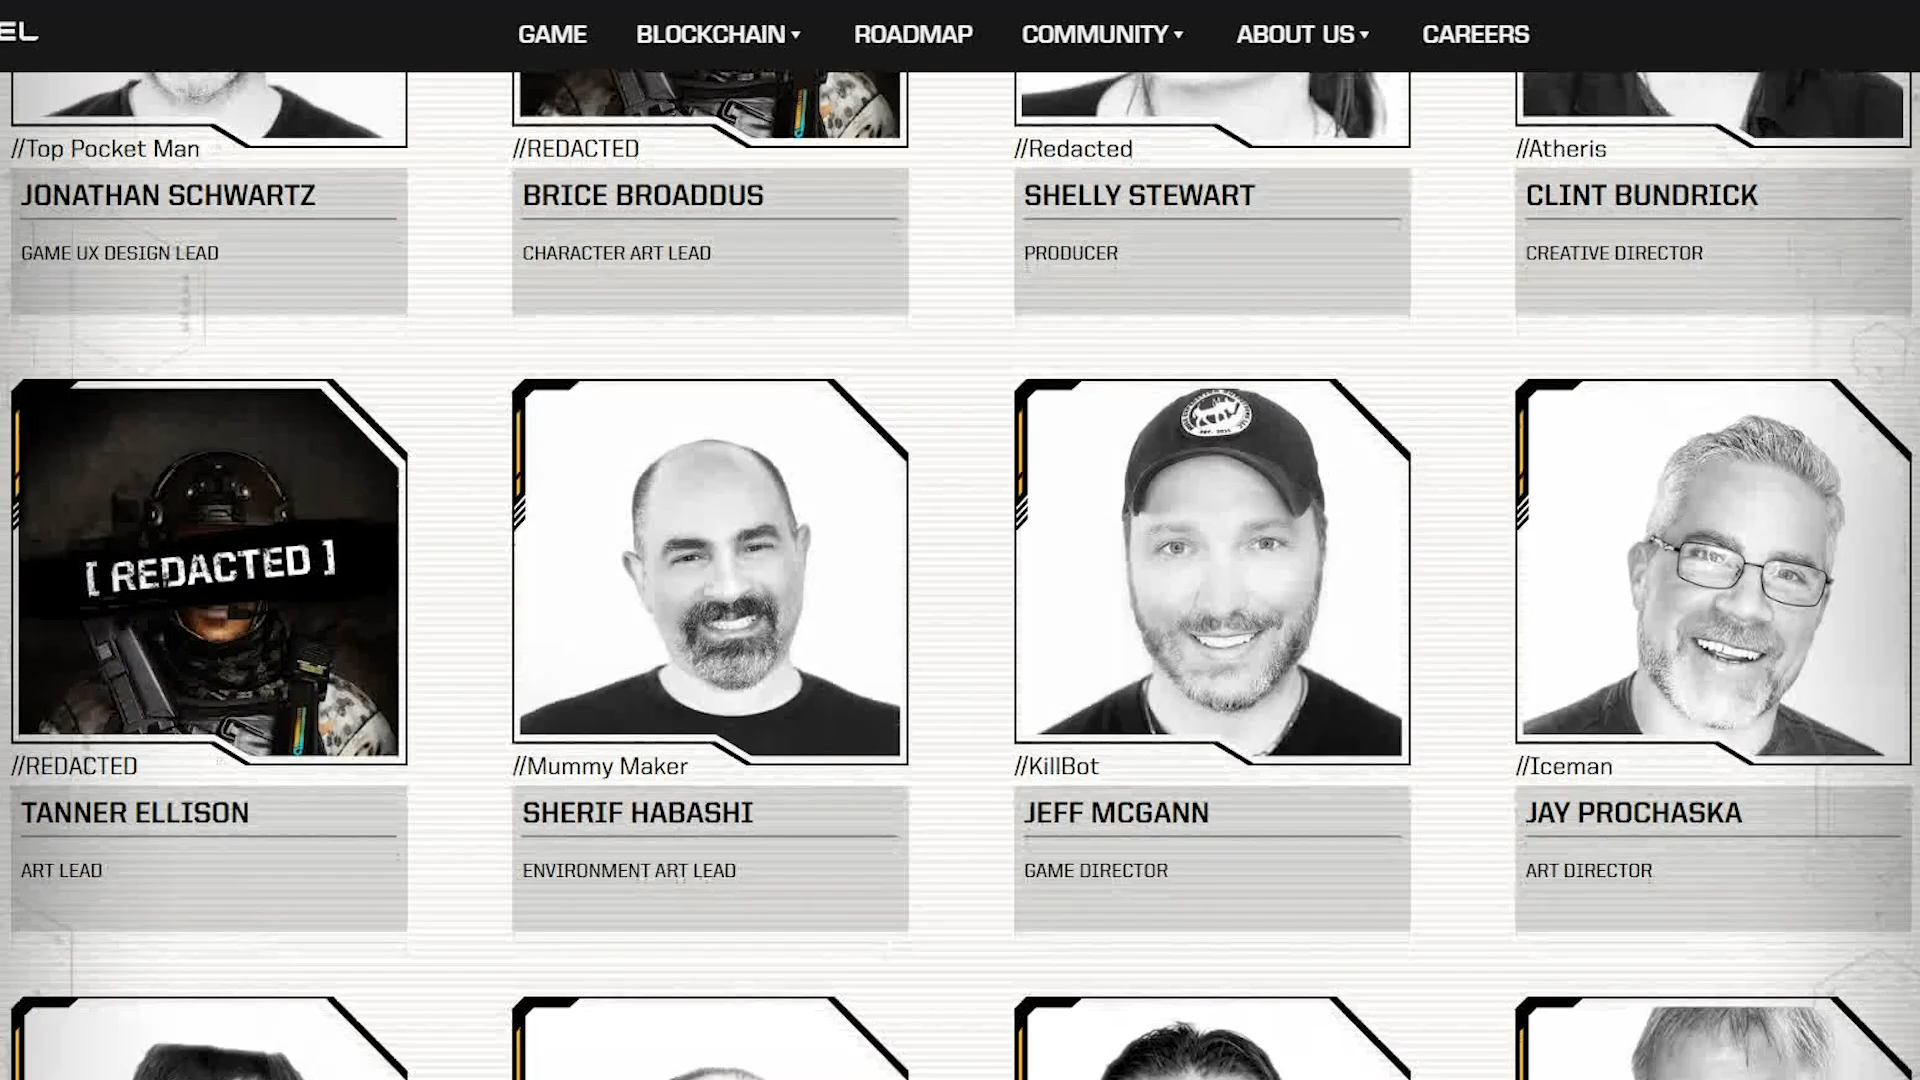 EL
GAME BLOCKCHAIN ROADMAP COMMUNITY ABOUT US CAREERS
//Top Pocket Man
JONATHAN SCHWARTZ
GAME UX DESIGN LEAD
//REDACTED
BRICE BROADDUS
CHARACTER ART LEAD
//Redacted
SHELLY STEWART
PRODUCER
//Atheris
CLINT BUNDRICK
CREATIVE DIRECTOR
[ REDACTED ]
//REDACTED
TANNER ELLISON
ART LEAD
//Mummy Maker
SHERIF HABASHI
ENVIRONMENT ART LEAD
//KillBot
JEFF MCGANN
GAME DIRECTOR
//Iceman
JAY PROCHASKA
ART DIRECTOR